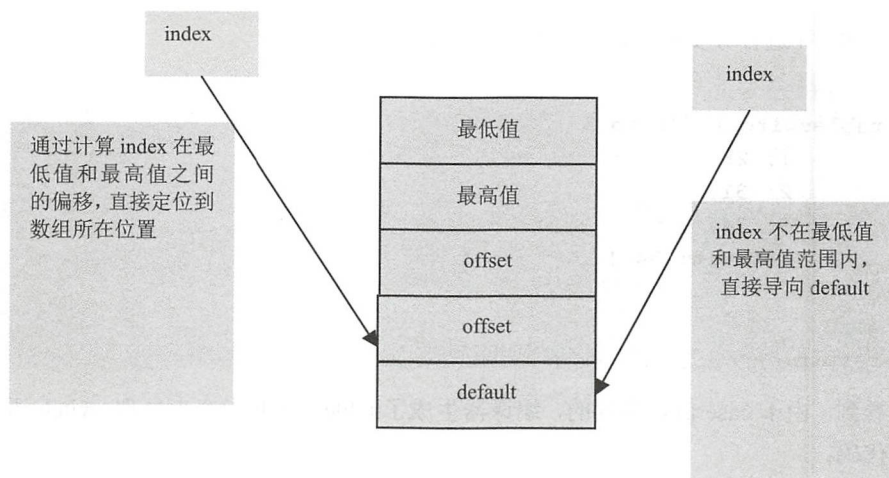 index
index
通过计算 index 在最
低值和最高值之间
的偏移，直接定位到
数组所在位置
最低值
最高值
offset
offset
default
index 不在最低值
和最高值范围内，
直接导向 default